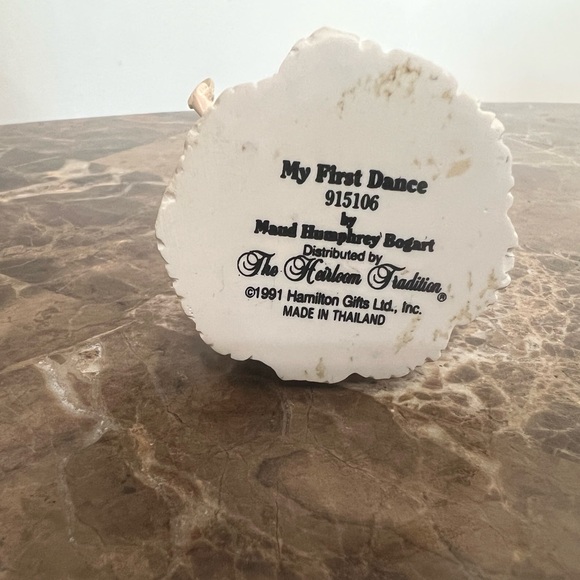 My First Dance
915106
by
Maud Humphrey Bogart
Distributed by
The Heirloom Tradition®
©1991 Hamilton Gifts Ltd., Inc.
MADE IN THAILAND